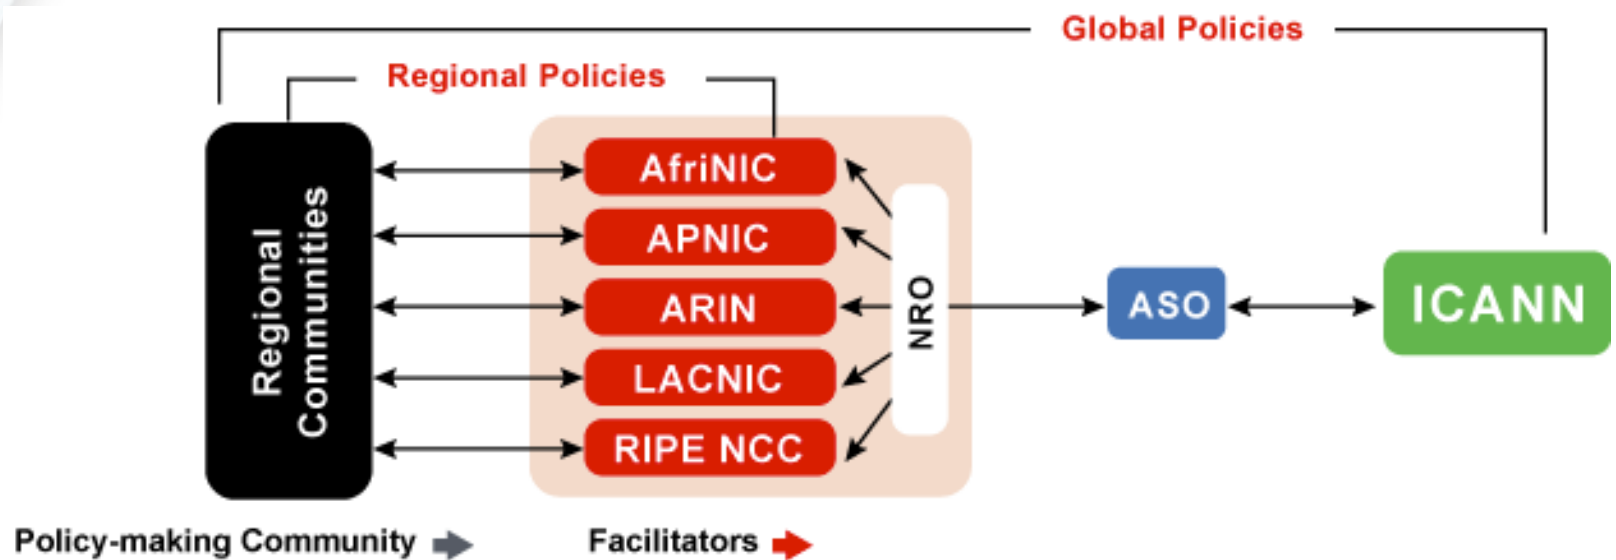 Global Policies
Regional Policies
Regional
Communities
AfriNIC
APNIC
ARIN
LACNIC
RIPE NCC
NRO
ASO
ICANN
Policy-making Community
Facilitators